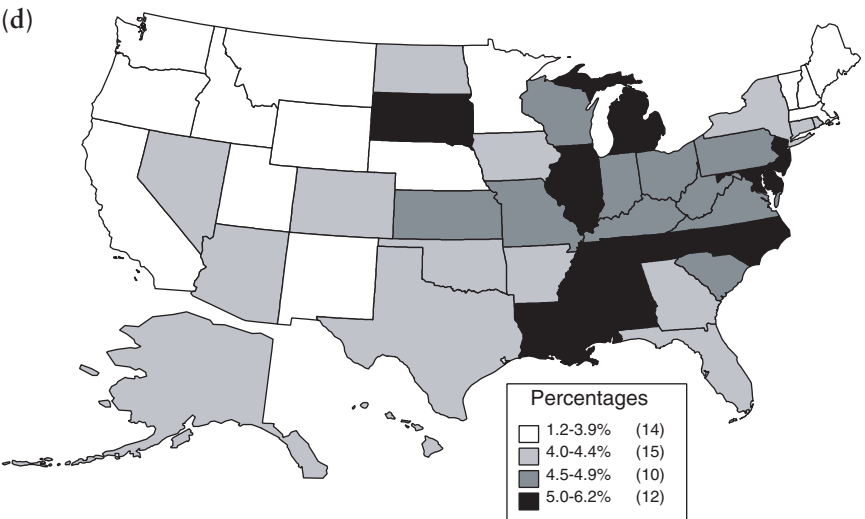 (d)
Percentages
1.2-3.9% (14)
4.0-4.4% (15)
4.5-4.9% (10)
5.0-6.2% (12)